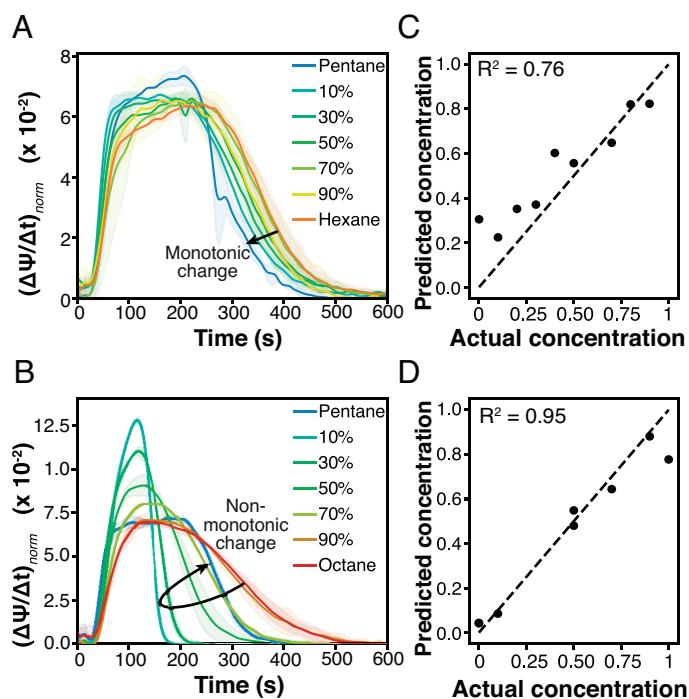 A
8
6
4
2
0
(ΔΨ/Δt)norm (x 10-2)
Pentane
10%
30%
50%
70%
90%
Hexane
Monotonic
change
0 100 200 300 400 500 600
Time (s)
C
R2 = 0.76
1.0
0.8
0.6
0.4
0.2
0.0
Predicted concentration
0 0.25 0.50 0.75 1
Actual concentration
B
12.5
1.0
7.5
5.0
2.5
0.0
(ΔΨ/Δt)norm (x 10-2)
Pentane
10%
30%
50%
70%
90%
Octane
Non-
monotonic
change
0 100 200 300 400 500 600
Time (s)
D
R2 = 0.95
1.0
0.8
0.6
0.4
0.2
0.0
Predicted concentration
0 0.25 0.50 0.75 1
Actual concentration